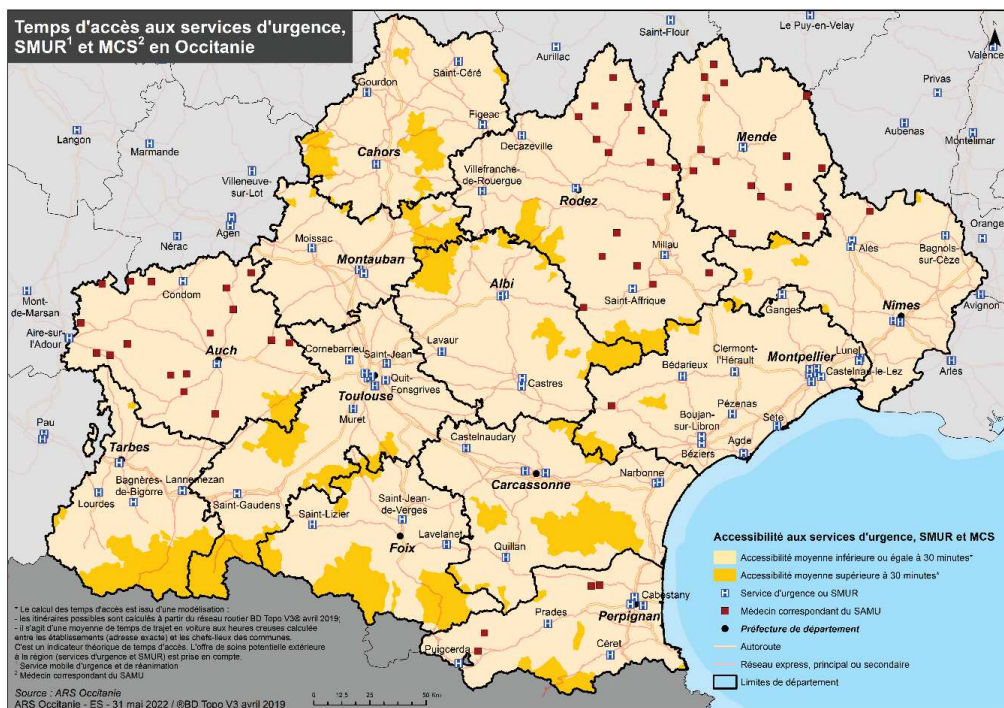 Temps d'accès aux services d'urgence,
SMUR¹ et MCS² en Occitanie
Le Puy-en-Velay
Saint-Flour
Aurillac
Valence
Privas
Saint-Céré
Gourdon
Langon
Aubenas
Montélimar
Marmande
Figeac
Mende
Decazeville
Cahors
Villefranche-
de-Rouergue
Villeneuve-
sur-Lot
Rodez
Agen
Orange
Nérac
Moissac
Millau
Alès
Bagnols-
sur-Cèze
Montauban
Albi
Condom
Saint-Affrique
Mont-
de-Marsan
Avignon
Ganges
Nîmes
Aire-sur-
l'Adour
Cornebarrieu
Saint-Jean
Lavaur
Auch
Clermont-
l'Hérault
Montpellier
Lunel
Bédarieux
Castelnau-le-Lez
Arles
Quit-
Fonsgrives
Castres
Toulouse
Pézenas
Muret
Boujan-
sur-Libron
Sète
Pau
Castelnaudary
Tarbes
Agde
Béziers
Bagnères-
de-Bigorre
Lannemezan
Carcassonne
Narbonne
Lourdes
Saint-Gaudens
Saint-Jean-
de-Verges
Saint-Lizier
Lavelanet
Foix
Quillan
Cabestany
Prades
Perpignan
Puigcerda
Céret
Accessibilité aux services d'urgence, SMUR et MCS
Accessibilité moyenne inférieure ou égale à 30 minutes*
Accessibilité moyenne supérieure à 30 minutes*
Service d'urgence ou SMUR
Médecin correspondant du SAMU
Préfecture de département
Autoroute
Réseau express, principal ou secondaire
Limites de département
* Le calcul des temps d'accès est issu d'une modélisation :
- les itinéraires possibles sont calculés à partir du réseau routier BD Topo V3® avril 2019;
- il s'agit d'une moyenne de temps de trajet en voiture aux heures creuses calculée
entre les établissements (adresse exacte) et les chefs-lieux des communes.
C'est un indicateur théorique de temps d'accès. L'offre de soins potentielle extérieure
à la région (services d'urgence et SMUR) est prise en compte.
Service mobile d'urgence et de réanimation
² Médecin correspondant du SAMU
Source : ARS Occitanie
ARS Occitanie - ES - 31 mai 2022 / ®BD Topo V3 avril 2019
0 12.5 25 50 Km